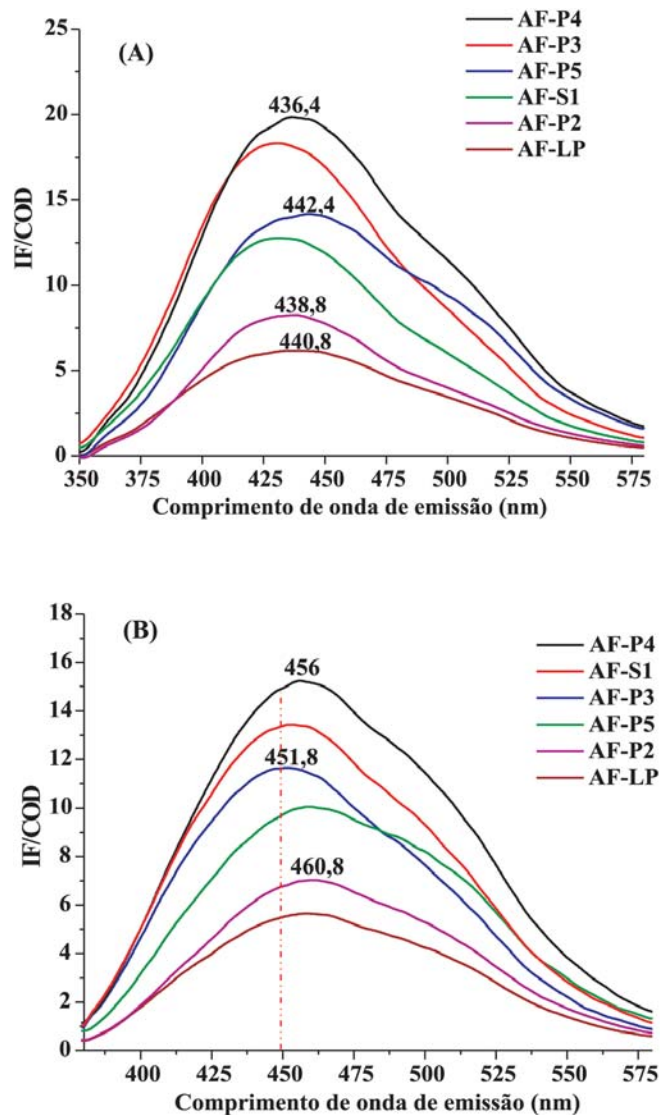 (A)
AF-P4
AF-P3
AF-P5
AF-S1
AF-P2
AF-LP
25
20
15
10
5
0
IF/COD
436,4
442,4
438,8
440,8
350 375 400 425 450 475 500 525 550 575
Comprimento de onda de emissão (nm)
(B)
AF-P4
AF-S1
AF-P3
AF-P5
AF-P2
AF-LP
18
16
14
12
10
8
6
4
2
0
IF/COD
456
451,8
460,8
400 425 450 475 500 525 550 575
Comprimento de onda de emissão (nm)